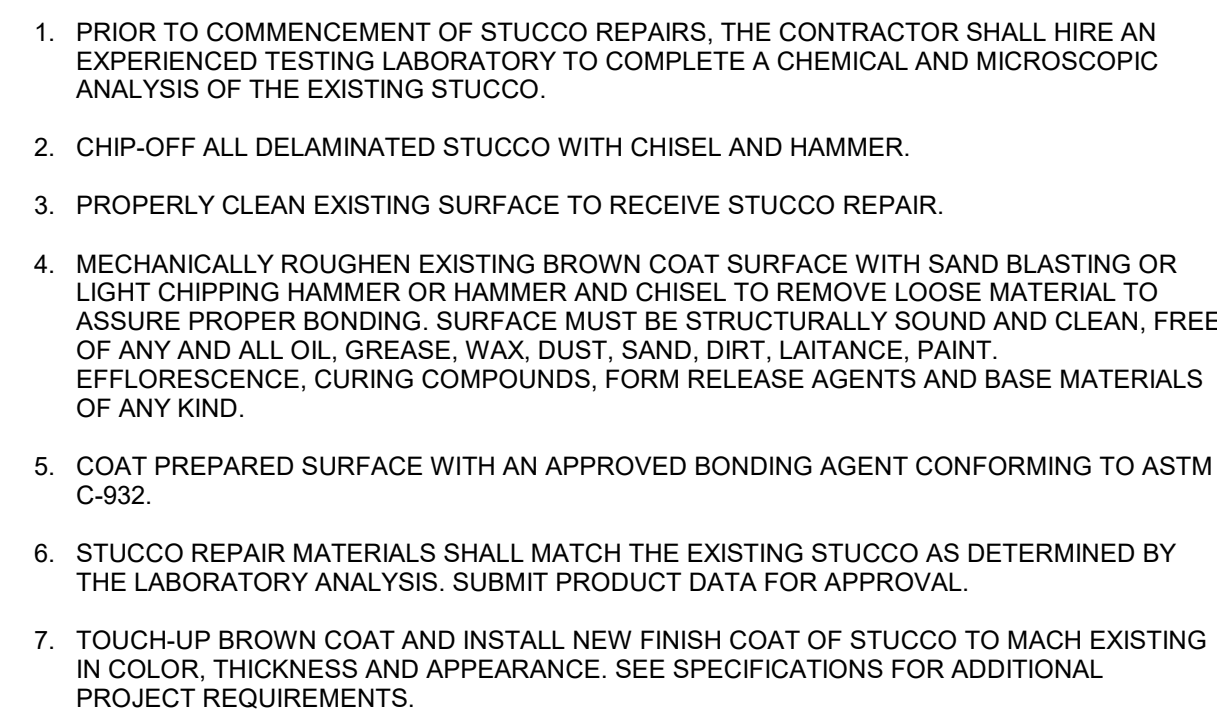 1. PRIOR TO COMMENCEMENT OF STUCCO REPAIRS, THE CONTRACTOR SHALL HIRE AN
EXPERIENCED TESTING LABORATORY TO COMPLETE A CHEMICAL AND MICROSCOPIC
ANALYSIS OF THE EXISTING STUCCO.
2. CHIP-OFF ALL DELAMINATED STUCCO WITH CHISEL AND HAMMER.
3. PROPERLY CLEAN EXISTING SURFACE TO RECEIVE STUCCO REPAIR.
4. MECHANICALLY ROUGHEN EXISTING BROWN COAT SURFACE WITH SAND BLASTING OR
LIGHT CHIPPING HAMMER OR HAMMER AND CHISEL TO REMOVE LOOSE MATERIAL TO
ASSURE PROPER BONDING. SURFACE MUST BE STRUCTURALLY SOUND AND CLEAN, FREE
OF ANY AND ALL OIL, GREASE, WAX, DUST, SAND, DIRT, LAITANCE, PAINT.
EFFLORESCENCE, CURING COMPOUNDS, FORM RELEASE AGENTS AND BASE MATERIALS
OF ANY KIND.
5. COAT PREPARED SURFACE WITH AN APPROVED BONDING AGENT CONFORMING TO ASTM
C-932.
6. STUCCO REPAIR MATERIALS SHALL MATCH THE EXISTING STUCCO AS DETERMINED BY
THE LABORATORY ANALYSIS. SUBMIT PRODUCT DATA FOR APPROVAL.
7. TOUCH-UP BROWN COAT AND INSTALL NEW FINISH COAT OF STUCCO TO MACH EXISTING
IN COLOR, THICKNESS AND APPEARANCE. SEE SPECIFICATIONS FOR ADDITIONAL
PROJECT REQUIREMENTS.